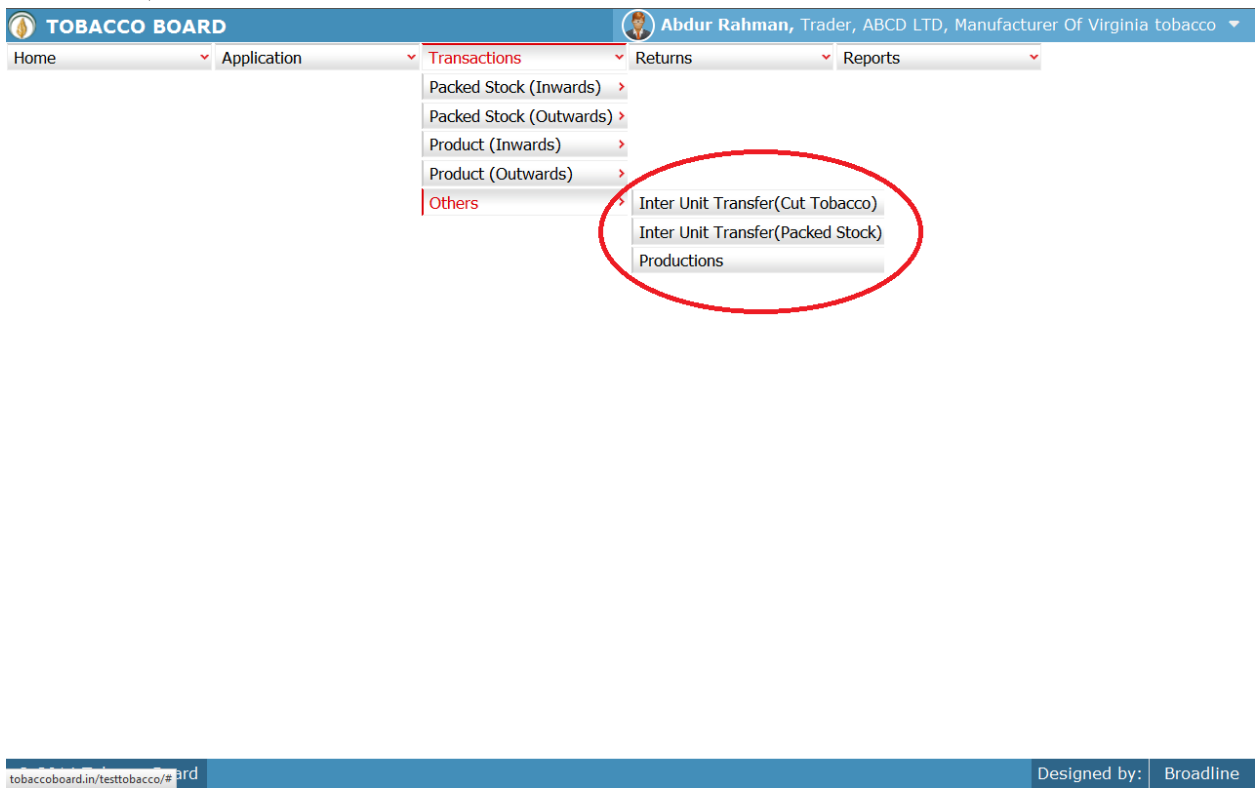 TOBACCO BOARD
Abdur Rahman, Trader, ABCD LTD, Manufacturer Of Virginia tobacco
Home Application Transactions Returns Reports
Packed Stock (Inwards)
Packed Stock (Outwards)
Product (Inwards)
Product (Outwards)
Others Inter Unit Transfer(Cut Tobacco)
Inter Unit Transfer(Packed Stock)
Productions
tobaccoboard.in/testtobacco/#
Designed by: Broadline